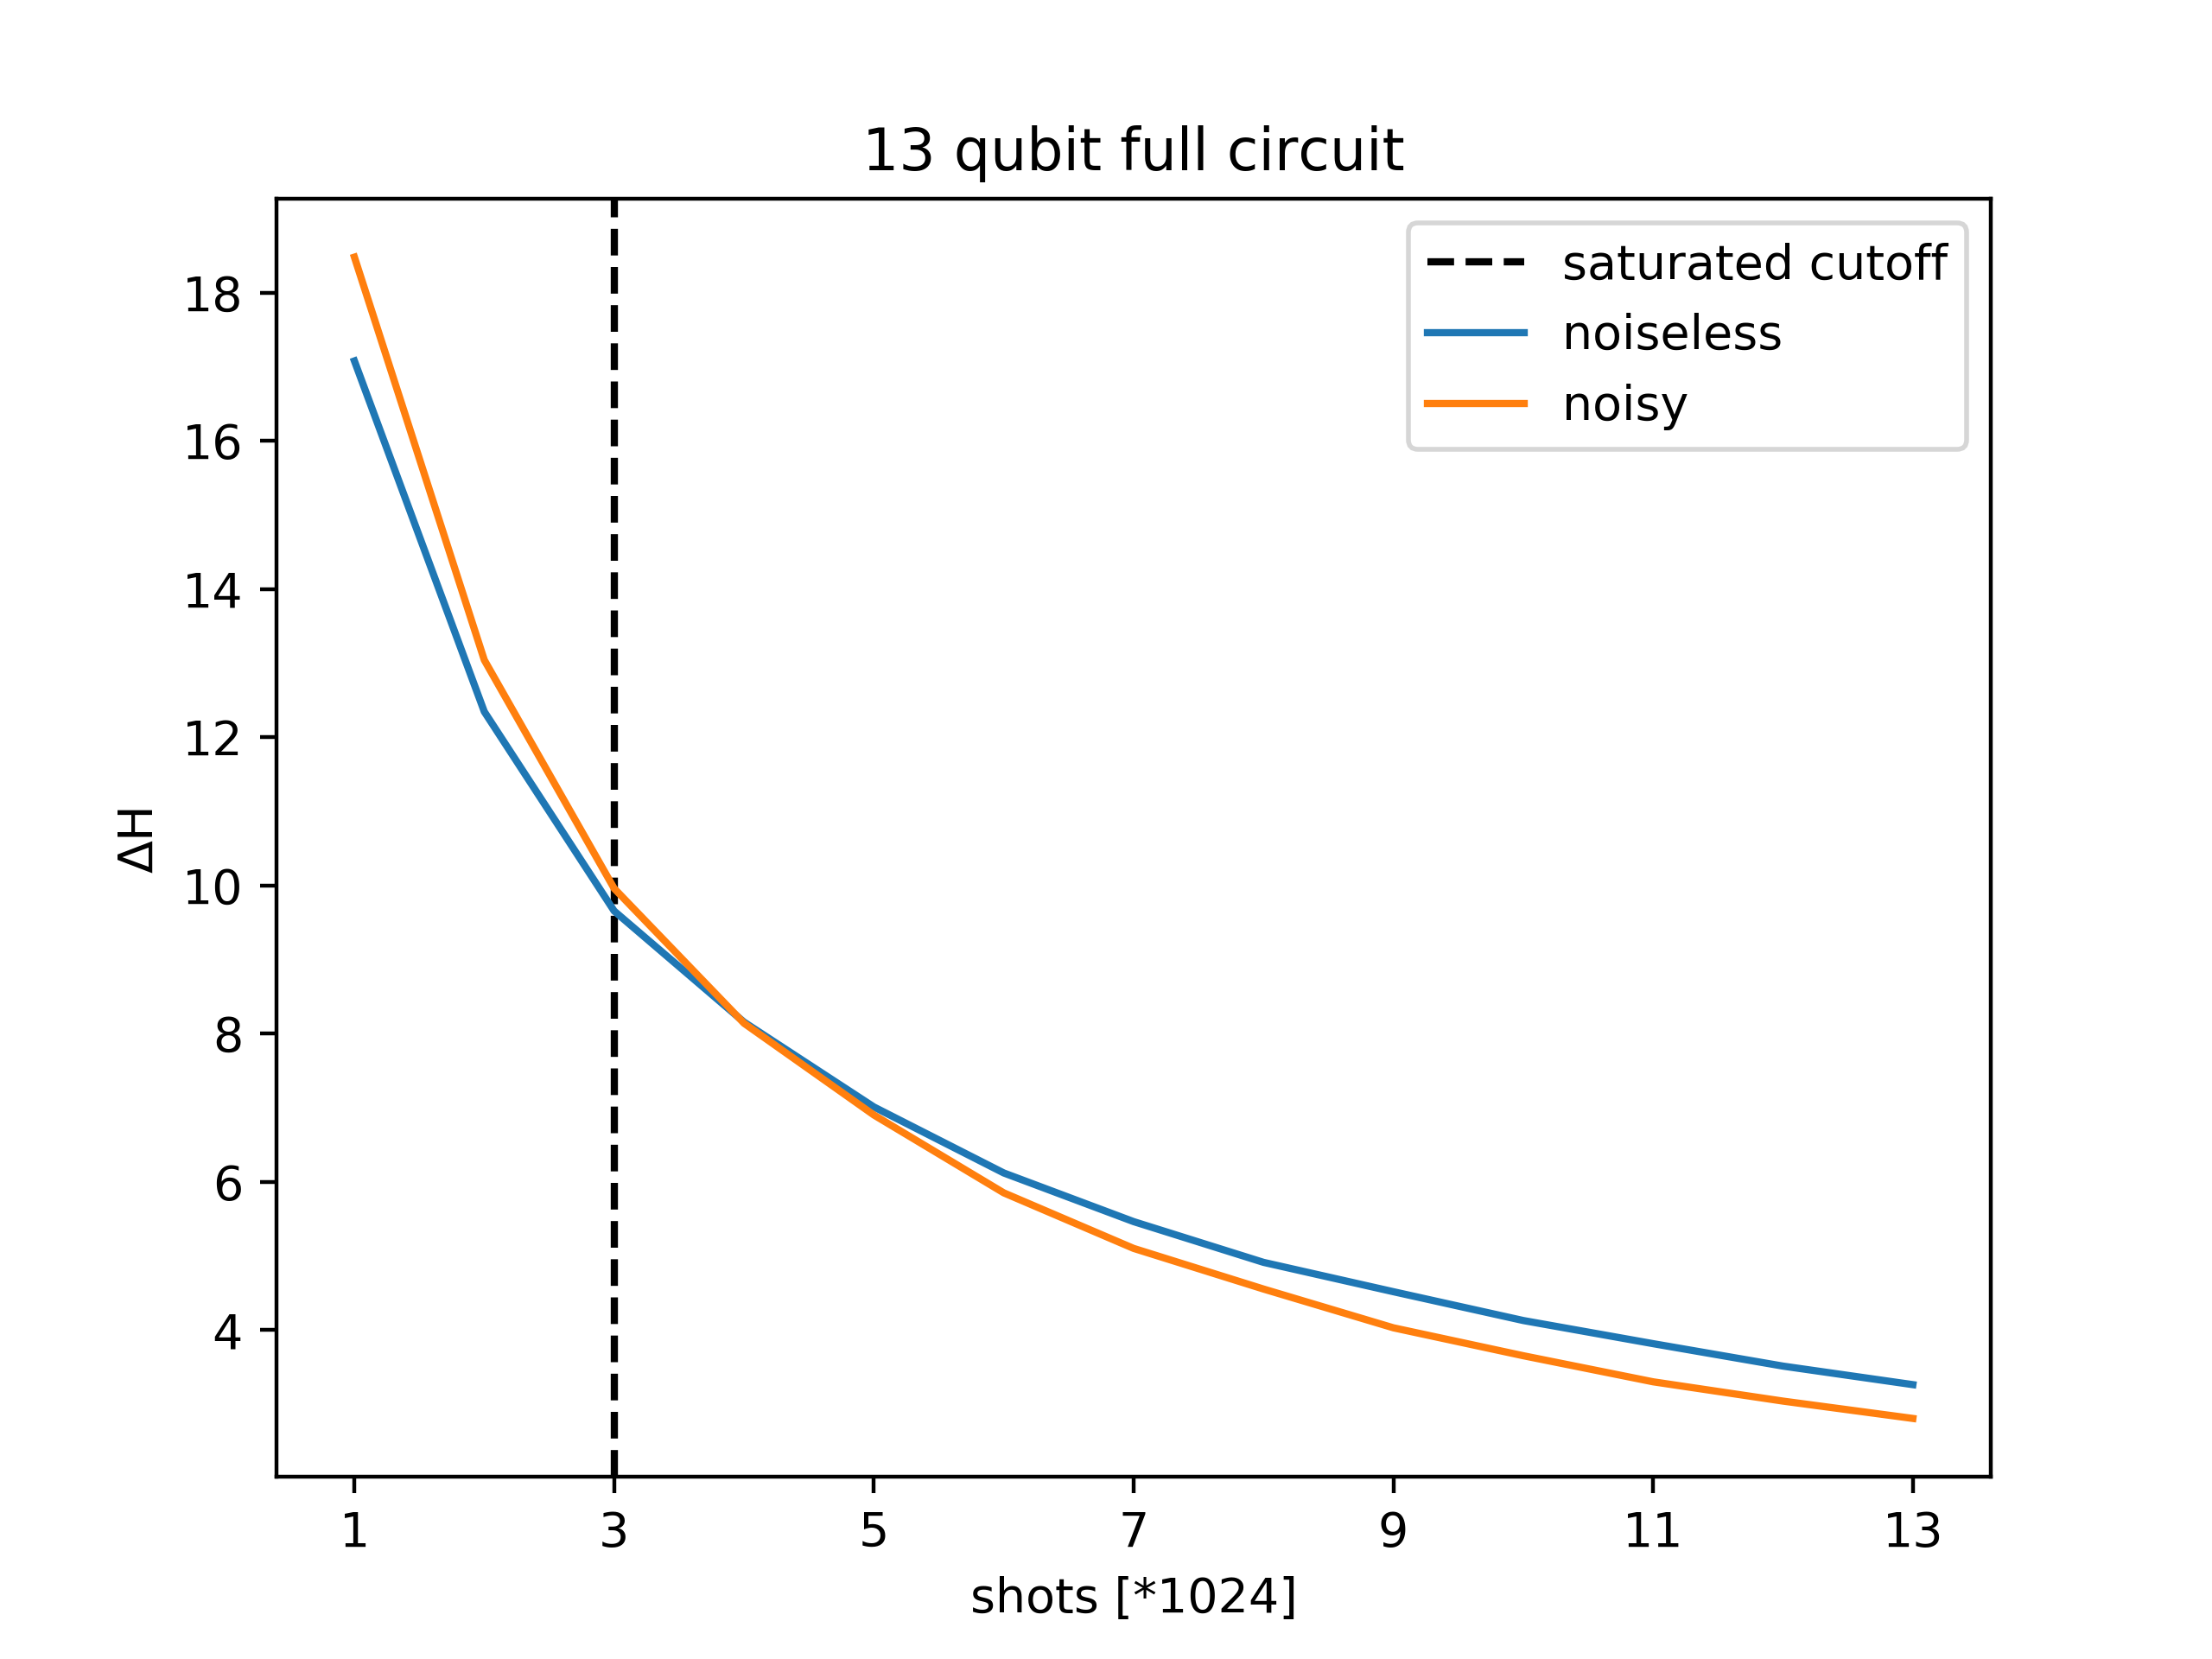 13 qubit full circuit
saturated cutoff
noiseless
noisy
18
16
14
12
10
8
6
4
ΔH
1 3 5 7 9 11 13
shots [*1024]